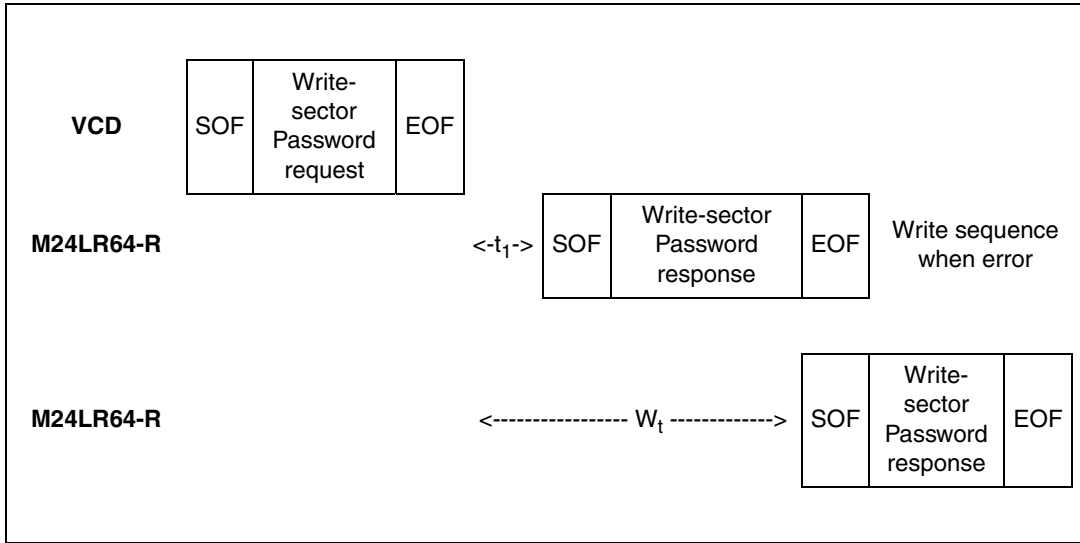 VCD
SOF
Write-
sector
Password
request
EOF
M24LR64-R
<-t₁->
SOF
Write-sector
Password
response
EOF
Write sequence
when error
M24LR64-R
<---------------- Wₜ ------------>
SOF
Write-
sector
Password
response
EOF